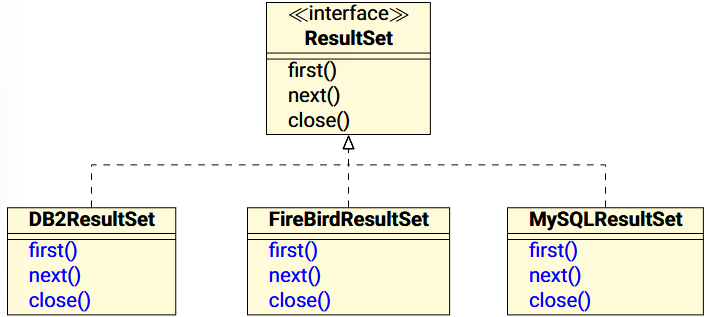 ≪interface≫
ResultSet
first()
next()
close()
DB2ResultSet
first()
next()
close()
FireBirdResultSet
first()
next()
close()
MySQLResultSet
first()
next()
close()